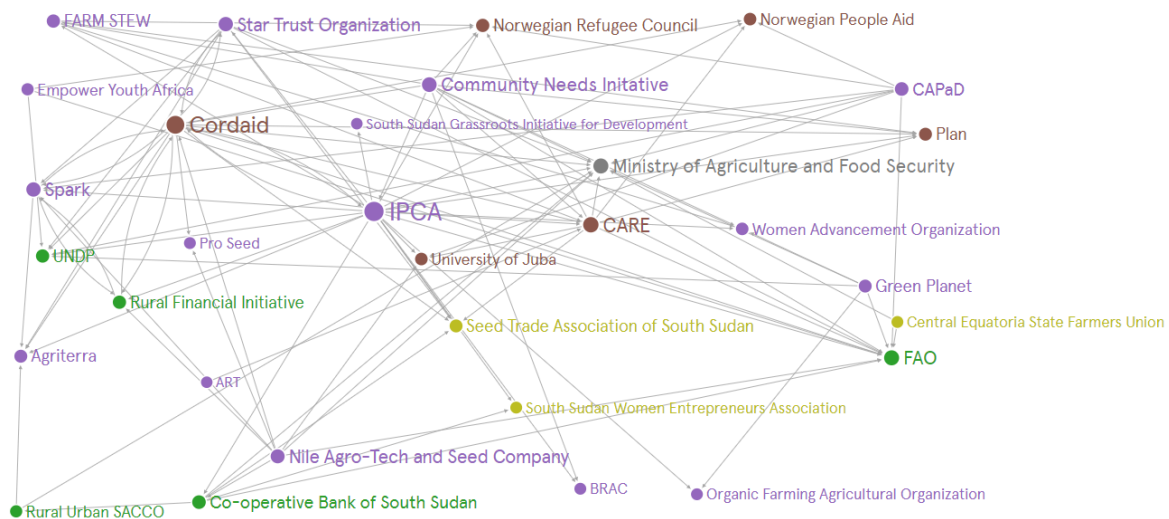 FARM STEW
Star Trust Organization
Norwegian Refugee Council
Norwegian People Aid
Empower Youth Africa
Community Needs Initative
CAPaD
Cordaid
South Sudan Grassroots Initiative for Development
Plan
Ministry of Agriculture and Food Security
Spark
IPCA
CARE
Women Advancement Organization
Pro Seed
UNDP
University of Juba
Green Planet
Rural Financial Initiative
Central Equatoria State Farmers Union
Seed Trade Association of South Sudan
Agriterra
FAO
ART
South Sudan Women Entrepreneurs Association
Nile Agro-Tech and Seed Company
BRAC
Organic Farming Agricultural Organization
Co-operative Bank of South Sudan
Rural Urban SACCO